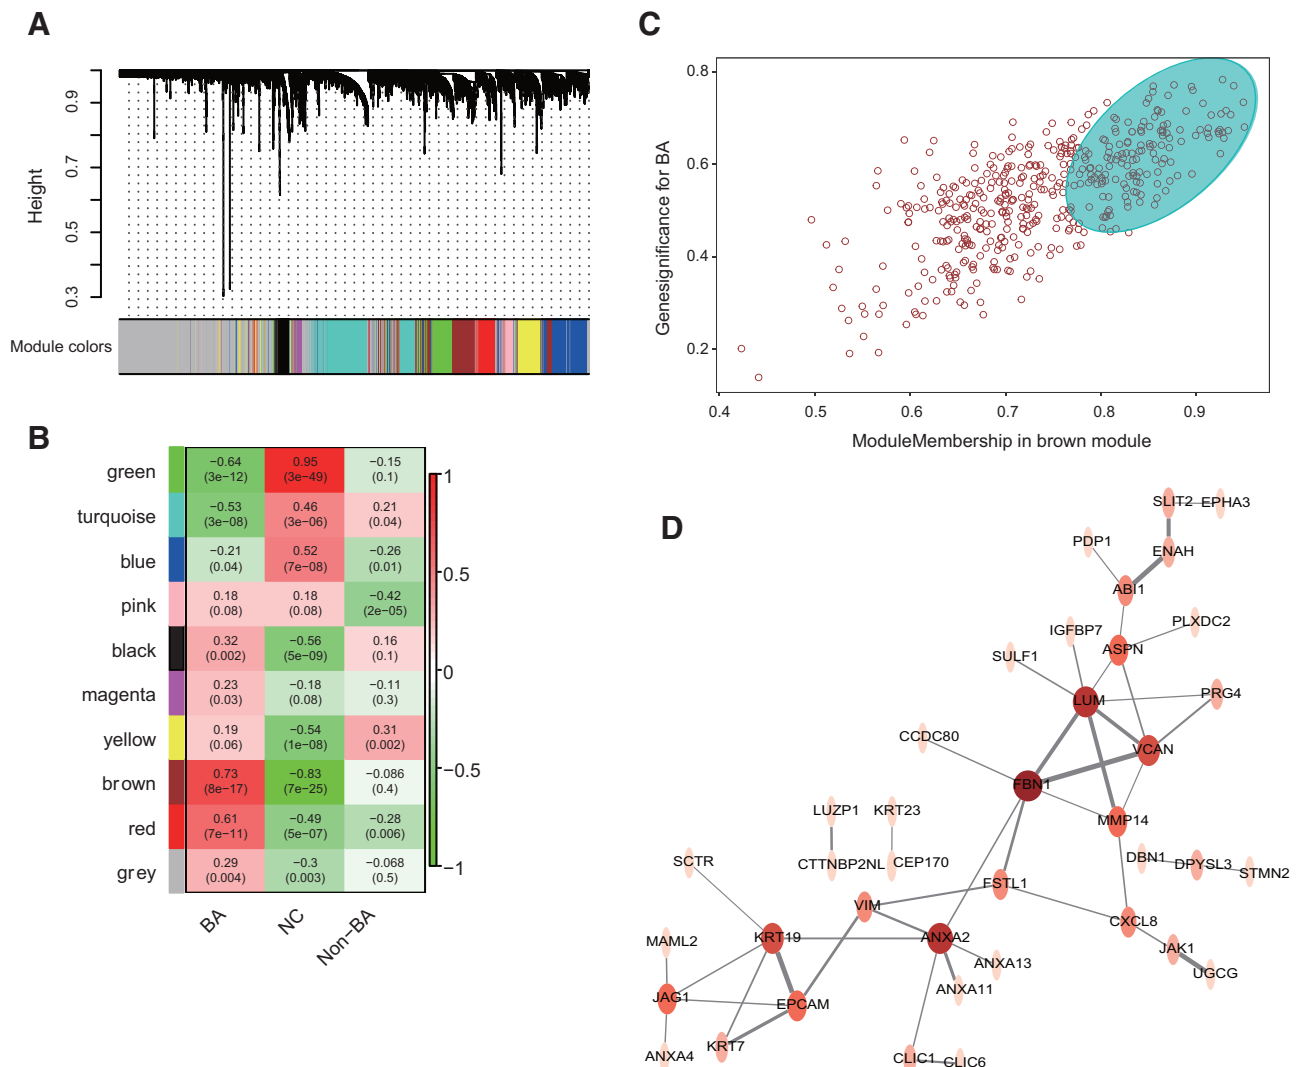 A
0.9
0.7
0.5
0.3
Height
Module colors
B
green
−0.64 0.95 −0.15
(3e−12) (3e−49) (0.1)
turquoise
−0.53 0.46 0.21
(3e−08) (3e−06) (0.04)
blue
−0.21 0.52 −0.26
(0.04) (7e−08) (0.01)
pink
0.18 0.18 −0.42
(0.08) (0.08) (2e−05)
black
0.32 −0.56 0.16
(0.002) (5e−09) (0.1)
magenta
0.23 −0.18 −0.11
(0.03) (0.08) (0.3)
yellow
0.19 −0.54 0.31
(0.06) (1e−08) (0.002)
brown
0.73 −0.83 −0.086
(8e−17) (7e−25) (0.4)
red
0.61 −0.49 −0.28
(7e−11) (5e−07) (0.006)
grey
0.29 −0.3 −0.068
(0.004) (0.003) (0.5)
BA NC Non−BA
1
0.5
0
−0.5
−1
C
0.8
0.6
0.4
0.2
Genesignificance for BA
0.4 0.5 0.6 0.7 0.8 0.9
ModuleMembership in brown module
D
SLIT2 EPHA3
PDP1 ENAH
ABI1
IGFBP7 PLXDC2
SULF1 ASPN
LUM PRG4
CCDC80 VCAN
FBN1
LUZP1 KRT23 MMP14
SCTR CTTNBP2NL CEP170 DBN1 DPYSL3 STMN2
FSTL1
VIM
MAML2 KRT19 ANXA2 CXCL8
JAK1
ANXA13 UGCG
JAG1 EPCAM ANXA11
ANXA4 KRT7 CLIC1 CLIC6